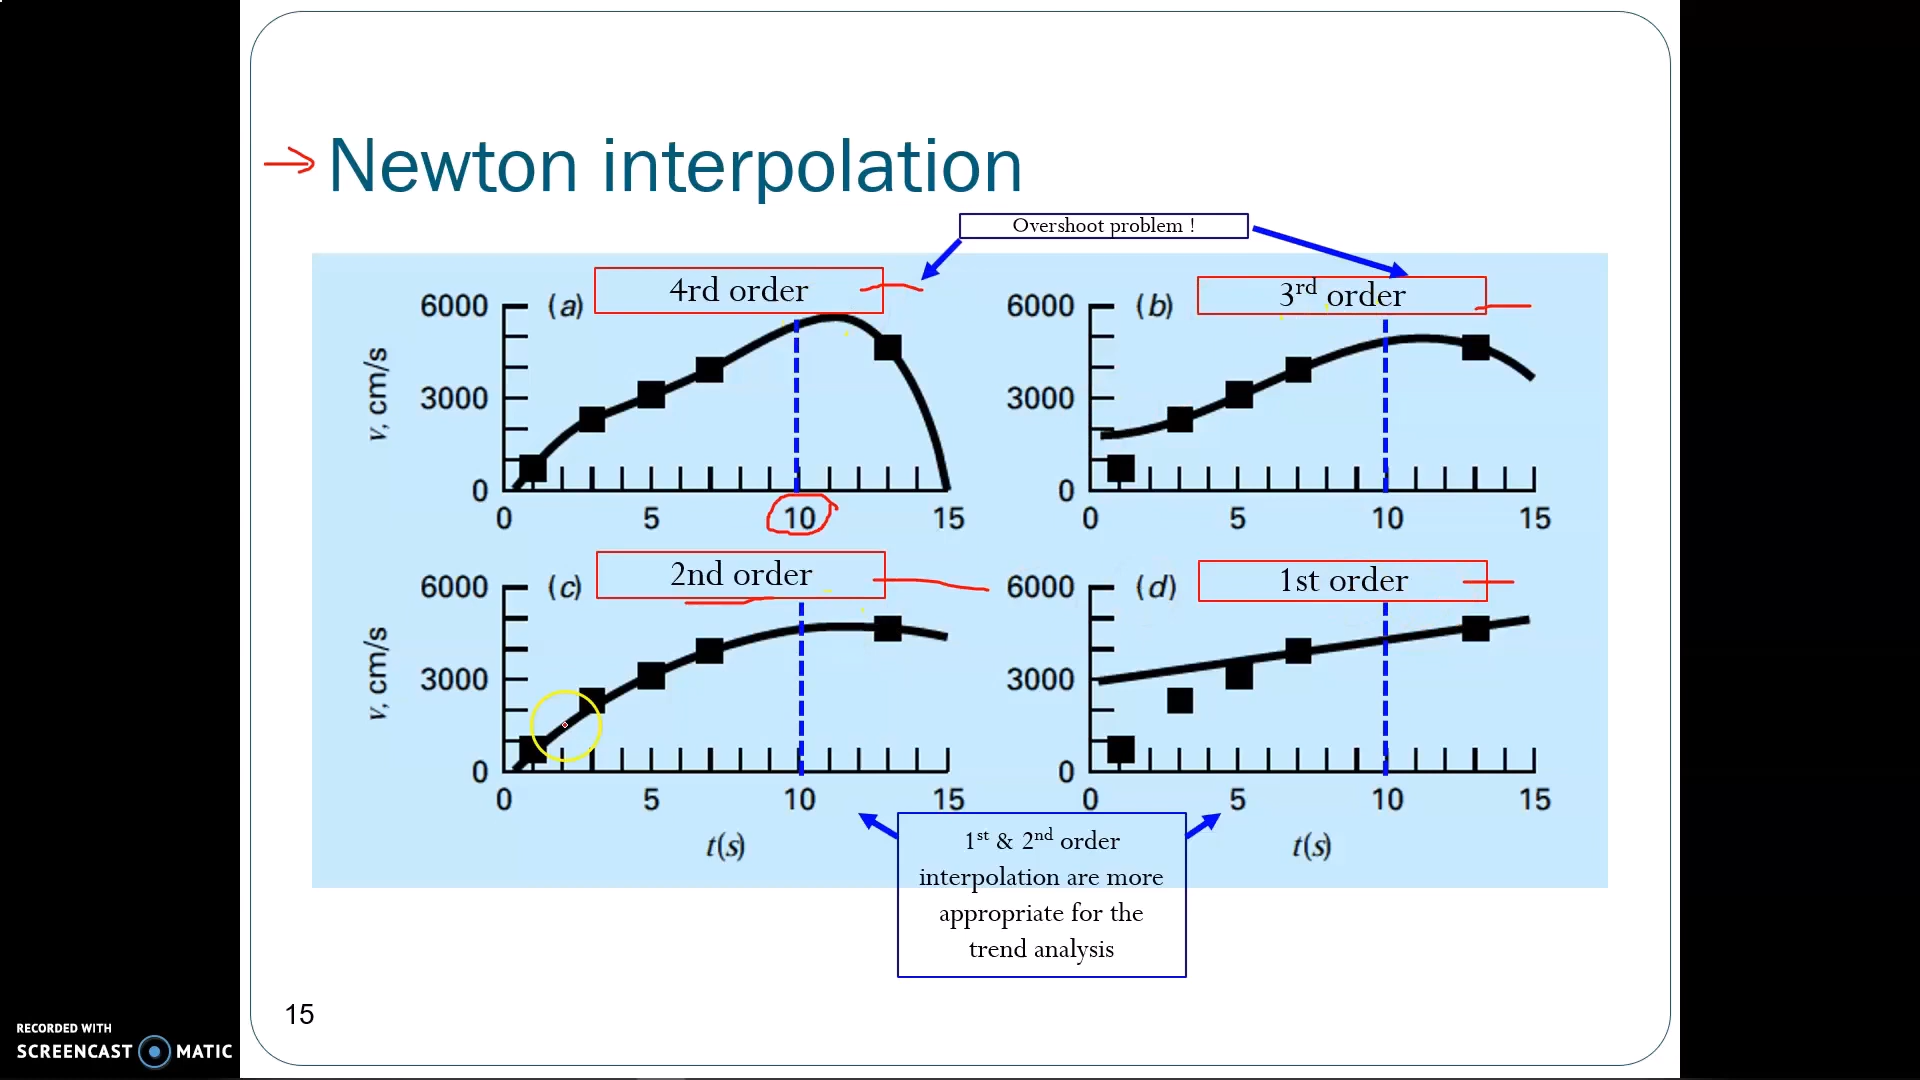 Newton interpolation
Overshoot problem !
4rd order
3rd order
6000 (a)
6000 (b)
v, cm/s
3000
3000
0
0
0 5 10 15
0 5 10 15
2nd order
1st order
6000 (c)
6000 (d)
v, cm/s
3000
3000
0
0
0 5 10 15
0 5 10 15
t(s)
t(s)
1st & 2nd order
interpolation are more
appropriate for the
trend analysis
15
RECORDED WITH
SCREENCAST MATIC